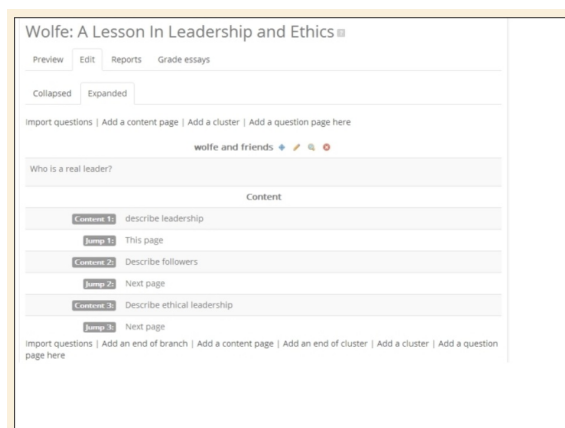 Wolfe: A Lesson In Leadership and Ethics
Preview Edit Reports Grade essays
Collapsed Expanded
Import questions | Add a content page | Add a cluster | Add a question page here
wolfe and friends
Who is a real leader?
Content
Content 1: describe leadership
Jump 1: This page
Content 2: Describe followers
Jump 2: Next page
Content 3: Describe ethical leadership
Jump 3: Next page
Import questions | Add an end of branch | Add a content page | Add an end of cluster | Add a cluster | Add a question
page here